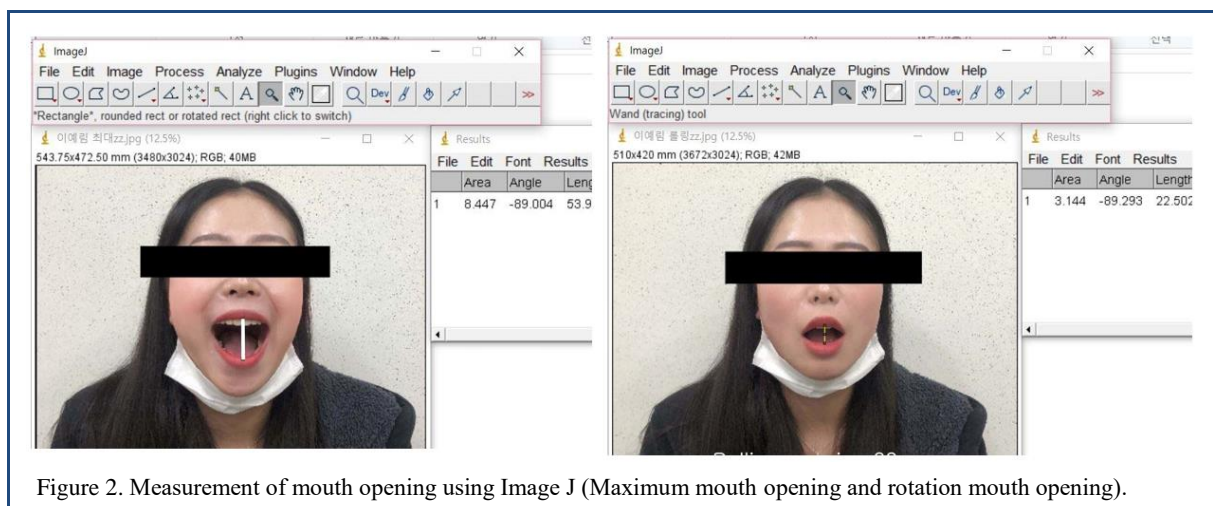 ImageJ
File Edit Image Process Analyze Plugins Window Help
A Dev >>
*Rectangle*, rounded rect or rotated rect (right click to switch)
이예림 최대zz.jpg (12.5%)
543.75x472.50 mm (3480x3024); RGB; 40MB
Results
File Edit Font Results
Area Angle Leng
1 8.447 -89.004 53.9
ImageJ
선택
File Edit Image Process Analyze Plugins Window Help
A Dev >>
Wand (tracing) tool
이예림 롤링zz.jpg (12.5%)
510x420 mm (3672x3024); RGB; 42MB
Results
File Edit Font Results
Area Angle Length
1 3.144 -89.293 22.502
Figure 2. Measurement of mouth opening using Image J (Maximum mouth opening and rotation mouth opening).